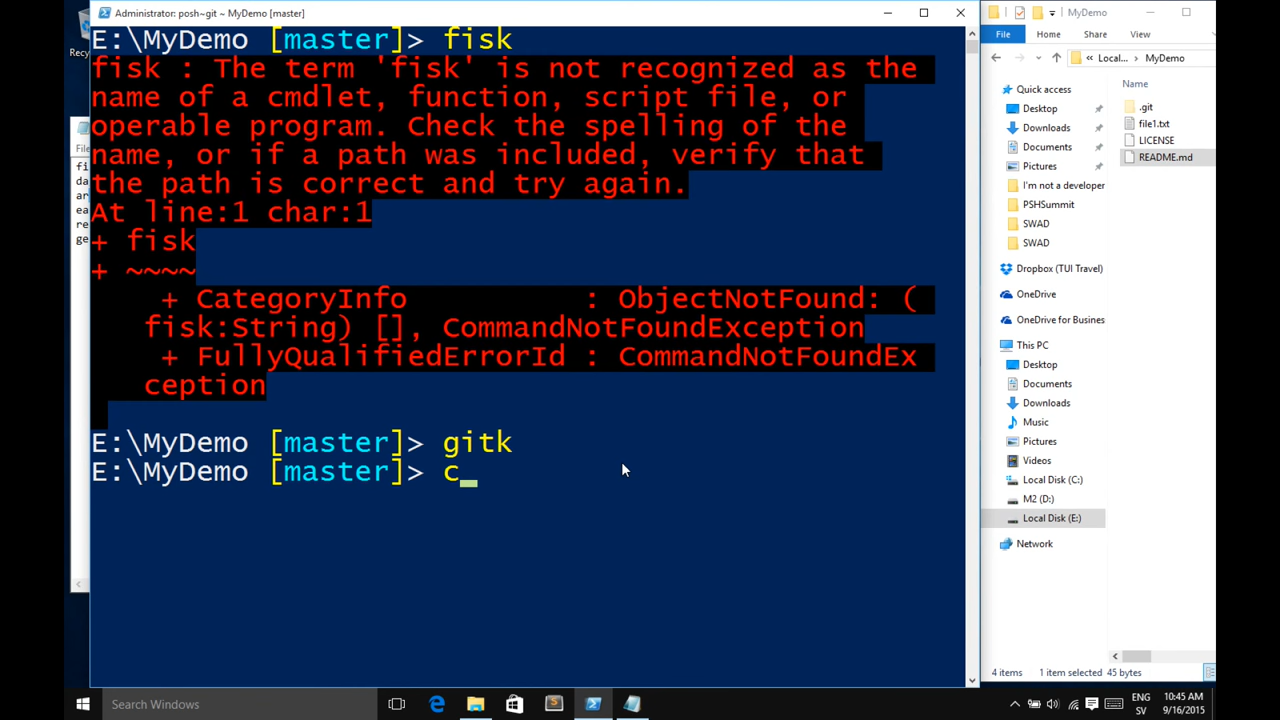 Administrator: posh~git ~ MyDemo [master]
E:\MyDemo [master]> fisk
fisk : The term 'fisk' is not recognized as the
name of a cmdlet, function, script file, or
operable program. Check the spelling of the
name, or if a path was included, verify that
the path is correct and try again.
At line:1 char:1
+ fisk
+ ~~~~
+ CategoryInfo : ObjectNotFound: (
fisk:String) [], CommandNotFoundException
+ FullyQualifiedErrorId : CommandNotFoundEx
ception
E:\MyDemo [master]> gitk
E:\MyDemo [master]> c
MyDemo
File Home Share View
« Local... › MyDemo
Quick access
Desktop
Downloads
Documents
Pictures
I'm not a developer
PSHSummit
SWAD
SWAD
Dropbox (TUI Travel)
OneDrive
OneDrive for Busines
This PC
Desktop
Documents
Downloads
Music
Pictures
Videos
Local Disk (C:)
M2 (D:)
Local Disk (E:)
Network
Name
.git
file1.txt
LICENSE
README.md
4 items 1 item selected 45 bytes
Search Windows
ENG
SV
10:45 AM
9/16/2015